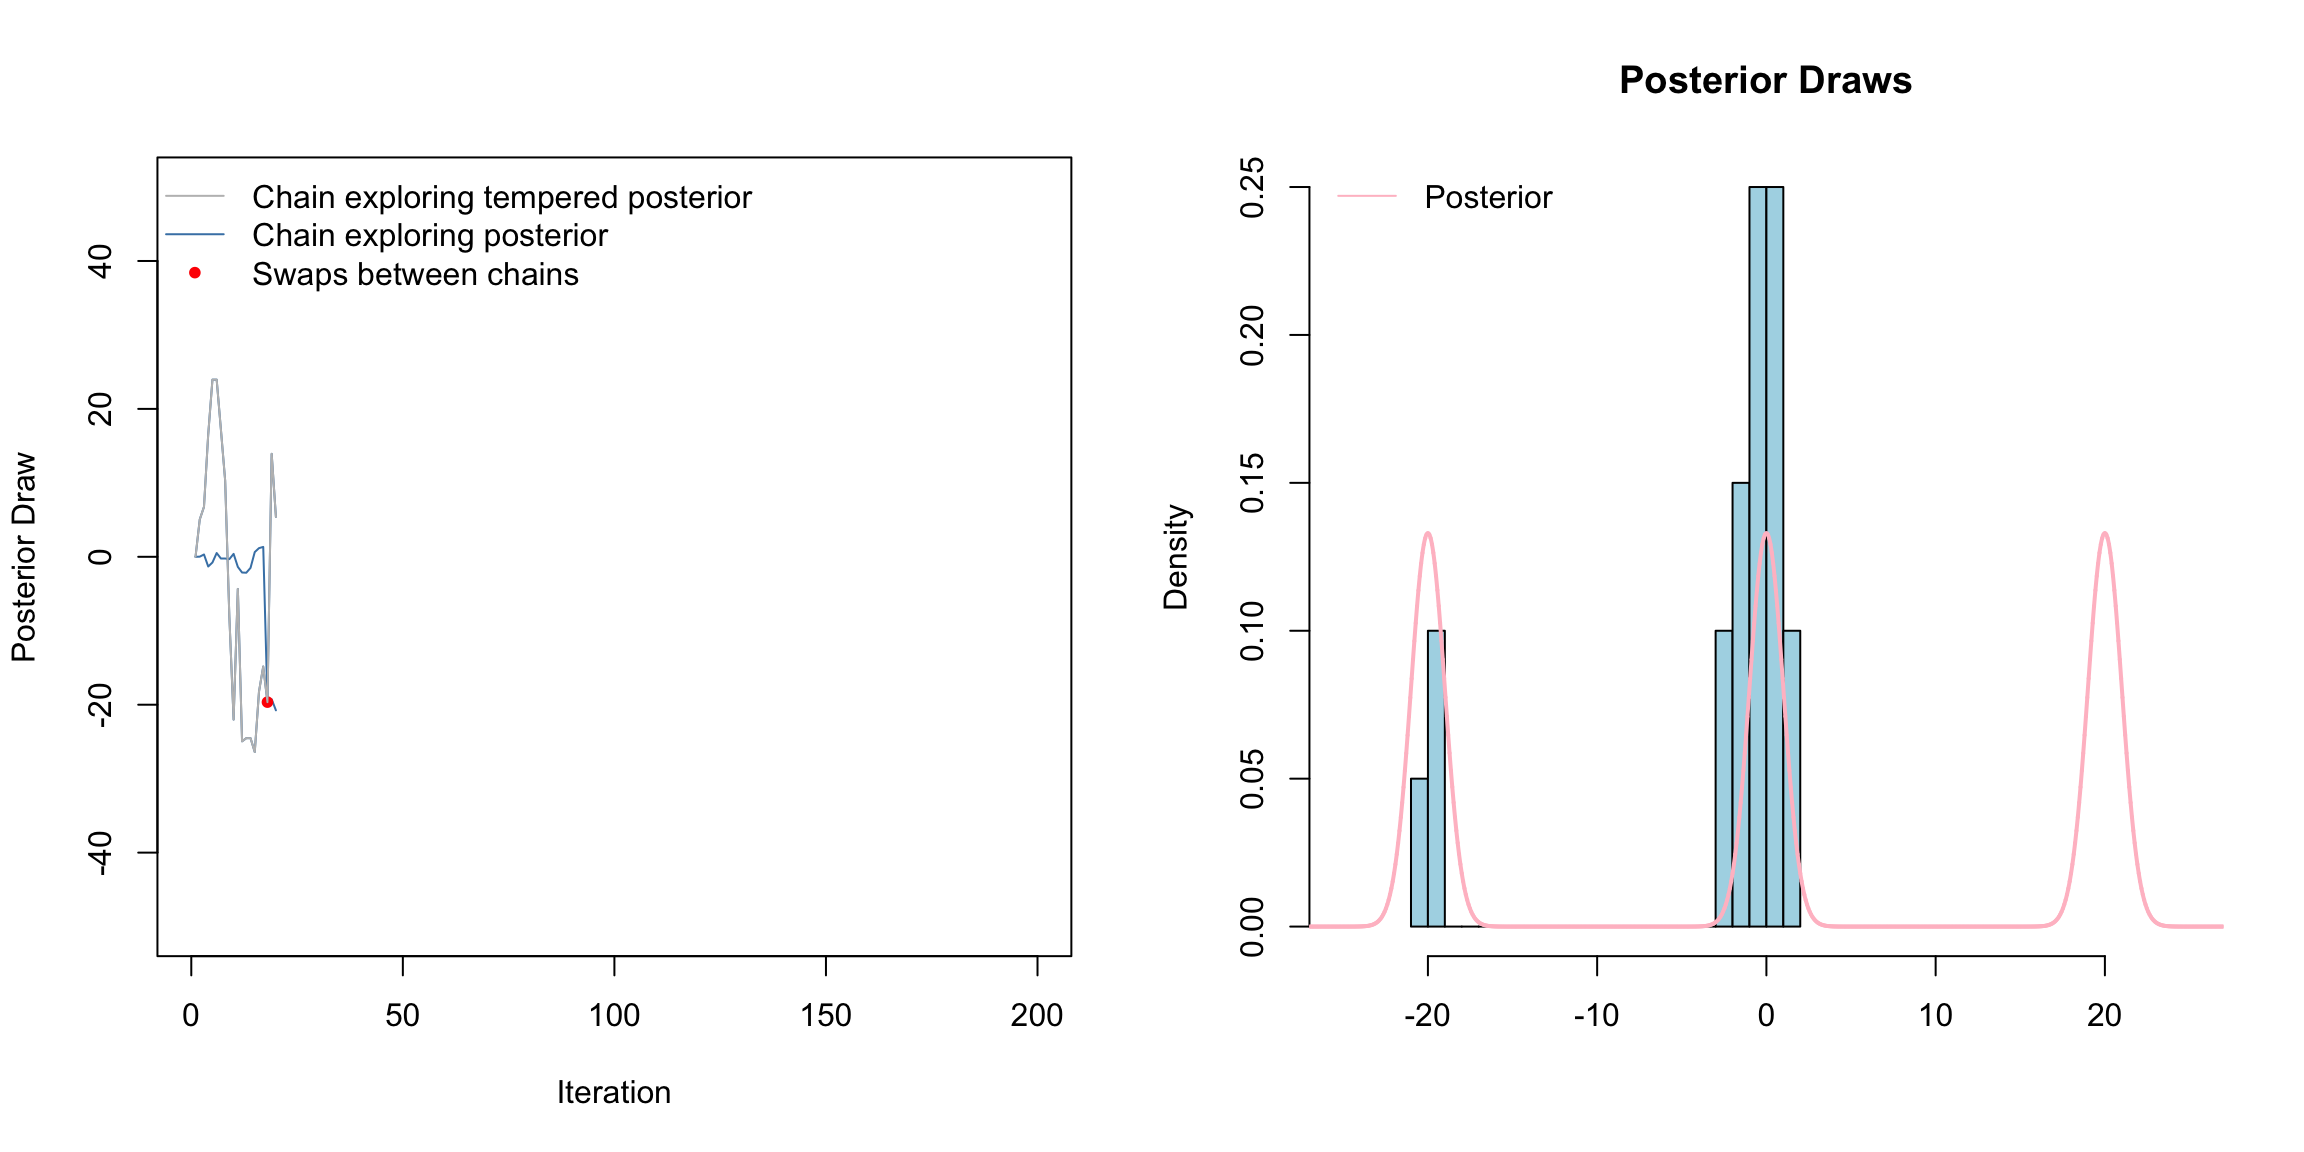 Chain exploring tempered posterior
Chain exploring posterior
Swaps between chains
Posterior Draw
40
20
0
-20
-40
0 50 100 150 200
Iteration
Posterior Draws
Posterior
Density
0.25
0.20
0.15
0.10
0.05
0.00
-20 -10 0 10 20